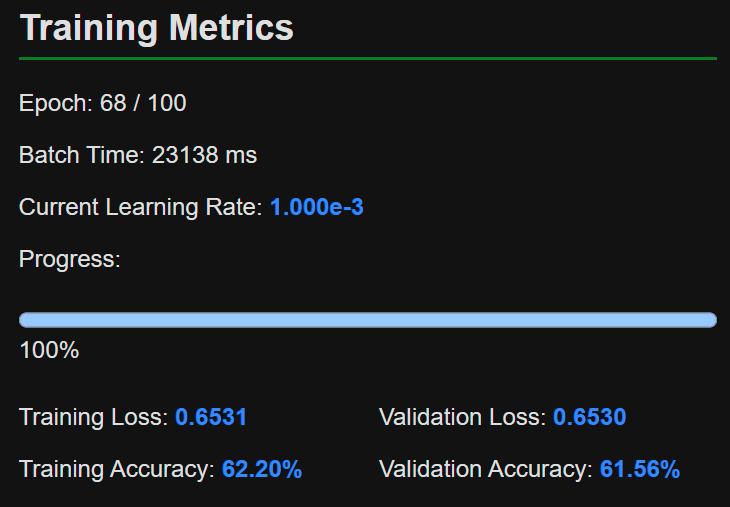 Training Metrics
Epoch: 68 / 100
Batch Time: 23138 ms
Current Learning Rate: 1.000e-3
Progress:
100%
Training Loss: 0.6531 Validation Loss: 0.6530
Training Accuracy: 62.20% Validation Accuracy: 61.56%